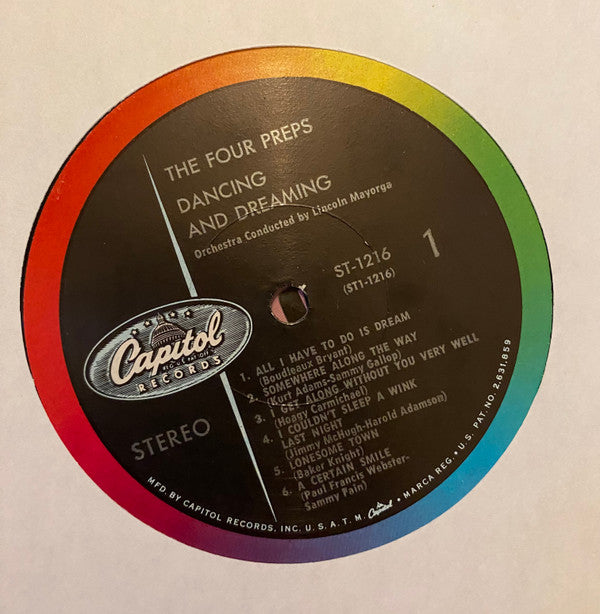 THE FOUR PREPS
DANCING
AND DREAMING
Orchestra Conducted by Lincoln Mayorga
ST-1216
(ST1-1216)
1
Capitol
REG. U.S. PAT. OFF.
RECORDS
STEREO
1. ALL I HAVE TO DO IS DREAM
(Boudleaux Bryant)
2. SOMEWHERE ALONG THE WAY
(Kurt Adams-Sammy Gallop)
3. I GET ALONG WITHOUT YOU VERY WELL
(Hoagy Carmichael)
4. I COULDN'T SLEEP A WINK
LAST NIGHT
(Jimmy McHugh-Harold Adamson)
5. LONESOME TOWN
(Baker Knight)
6. A CERTAIN SMILE
(Paul Francis Webster-
Sammy Fain)
MFD. BY CAPITOL RECORDS, INC. U.S.A. T.M. Capitol • MARCA REG. • U.S. PAT. NO. 2,631,859